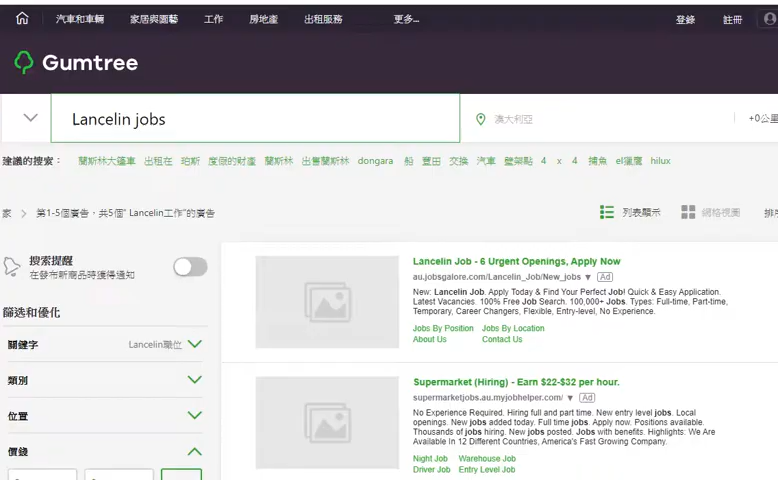 汽車和車輛 家居與園藝 工作 房地產 出租服務 更多... 登錄 註冊
Gumtree
Lancelin jobs 澳大利亞 +0公里
建議的搜索： 蘭斯林大篷車 出租在 珀斯 度假的財產 蘭斯林 出售蘭斯林 dongara 船 豐田 交換 汽車 壁架點 4 x 4 捕魚 el獵鷹 hilux
家 第1-5個廣告，共5個“ Lancelin工作”的廣告 列表顯示 網格視圖 排序
搜索提醒
在發布新商品時獲得通知
篩選和優化
關鍵字 Lancelin職位
類別
位置
價錢
Lancelin Job - 6 Urgent Openings, Apply Now
au.jobsgalore.com/Lancelin_Job/New_jobs ▼ Ad
New: Lancelin Job. Apply Today & Find Your Perfect Job! Quick & Easy Application.
Latest Vacancies. 100% Free Job Search. 100,000+ Jobs. Types: Full-time, Part-time,
Temporary, Career Changers, Flexible, Entry-level, No Experience.
Jobs By Position Jobs By Location
About Us Contact Us
Supermarket (Hiring) - Earn $22-$32 per hour.
supermarketjobs.au.myjobhelper.com/ ▼ Ad
No Experience Required. Hiring full and part time. New entry level jobs. Local
openings. New jobs added today. Full time jobs. Apply now. Positions available.
Thousands of jobs hiring. New jobs posted. Jobs with benefits. Highlights: We Are
Available In 12 Different Countries, America's Fast Growing Company.
Night Job Warehouse Job
Driver Job Entry Level Job